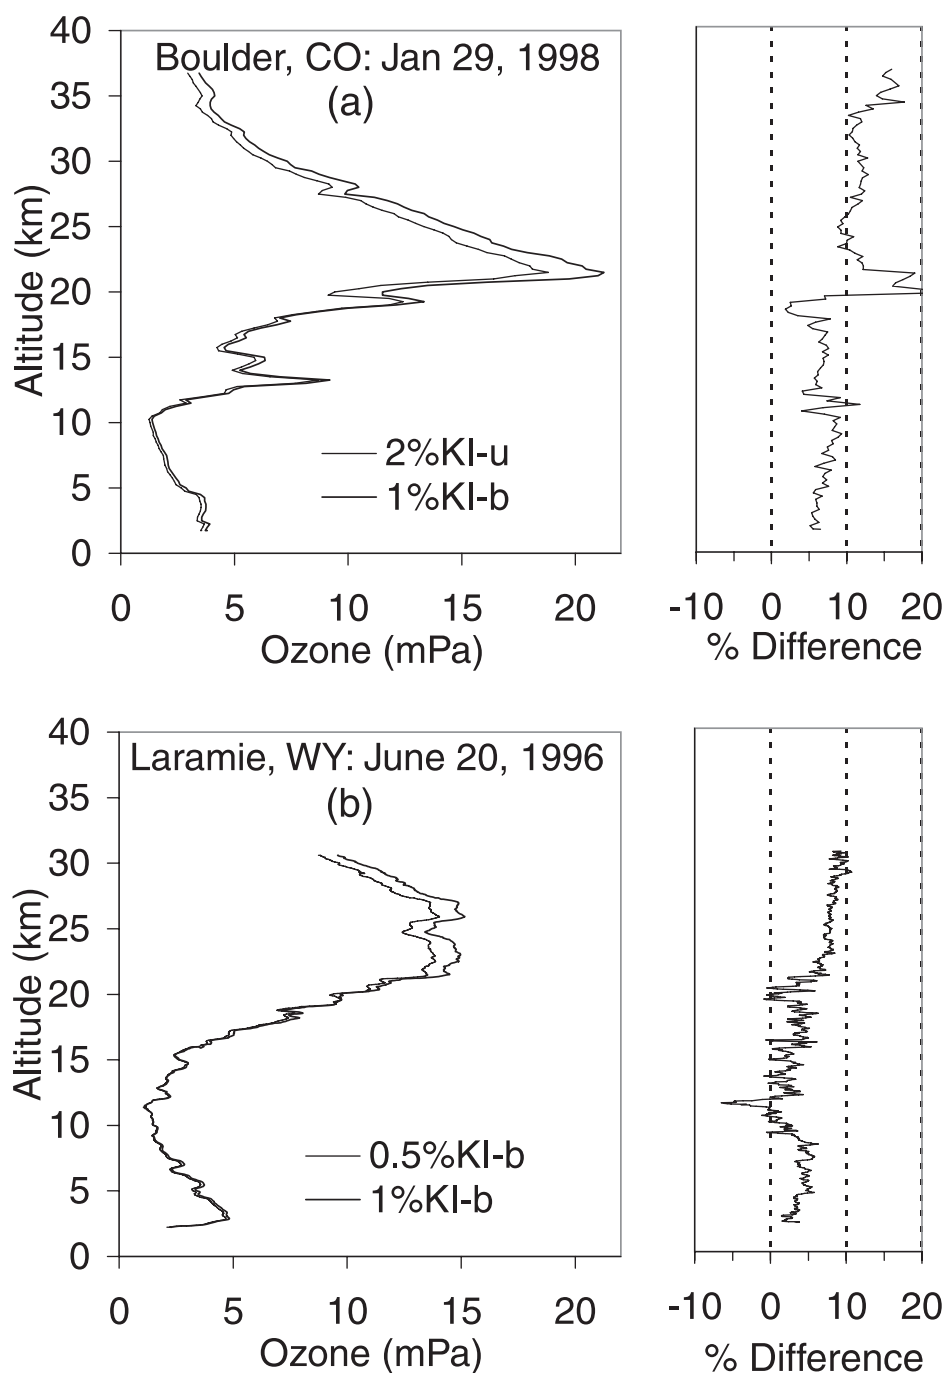 40
35
30
25
20
15
10
5
0
Altitude (km)
Boulder, CO: Jan 29, 1998
(a)
2%KI-u
1%KI-b
0 5 10 15 20
Ozone (mPa)
-10 0 10 20
% Difference
40
35
30
25
20
15
10
5
0
Altitude (km)
Laramie, WY: June 20, 1996
(b)
0.5%KI-b
1%KI-b
0 5 10 15 20
Ozone (mPa)
-10 0 10 20
% Difference